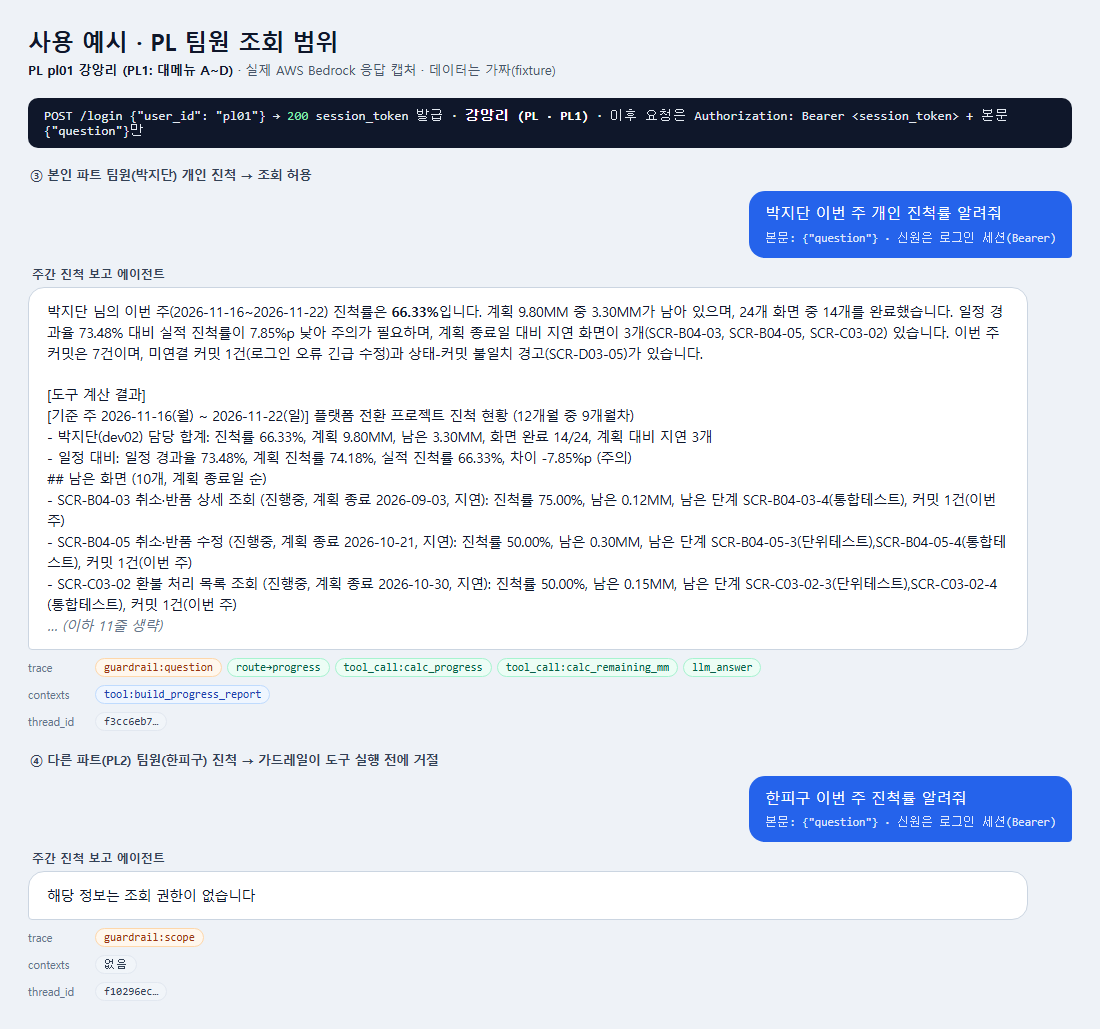 사용 예시 · PL 팀원 조회 범위
PL pl01 강앙리 (PL1: 대메뉴 A~D) · 실제 AWS Bedrock 응답 캡처 · 데이터는 가짜(fixture)
POST /login {"user_id": "pl01"} → 200 session_token 발급 · 강앙리 (PL · PL1) · 이후 요청은 Authorization: Bearer <session_token> + 본문
{"question"}만
③ 본인 파트 팀원(박지단) 개인 진척 → 조회 허용
박지단 이번 주 개인 진척률 알려줘
본문: {"question"} · 신원은 로그인 세션(Bearer)
주간 진척 보고 에이전트
박지단 님의 이번 주(2026-11-16~2026-11-22) 진척률은 66.33%입니다. 계획 9.80MM 중 3.30MM가 남아 있으며, 24개 화면 중 14개를 완료했습니다. 일정 경
과율 73.48% 대비 실적 진척률이 7.85%p 낮아 주의가 필요하며, 계획 종료일 대비 지연 화면이 3개(SCR-B04-03, SCR-B04-05, SCR-C03-02) 있습니다. 이번 주
커밋은 7건이며, 미연결 커밋 1건(로그인 오류 긴급 수정)과 상태-커밋 불일치 경고(SCR-D03-05)가 있습니다.
[도구 계산 결과]
[기준 주 2026-11-16(월) ~ 2026-11-22(일)] 플랫폼 전환 프로젝트 진척 현황 (12개월 중 9개월차)
- 박지단(dev02) 담당 합계: 진척률 66.33%, 계획 9.80MM, 남은 3.30MM, 화면 완료 14/24, 계획 대비 지연 3개
- 일정 대비: 일정 경과율 73.48%, 계획 진척률 74.18%, 실적 진척률 66.33%, 차이 -7.85%p (주의)
## 남은 화면 (10개, 계획 종료일 순)
- SCR-B04-03 취소·반품 상세 조회 (진행중, 계획 종료 2026-09-03, 지연): 진척률 75.00%, 남은 0.12MM, 남은 단계 SCR-B04-03-4(통합테스트), 커밋 1건(이번
주)
- SCR-B04-05 취소·반품 수정 (진행중, 계획 종료 2026-10-21, 지연): 진척률 50.00%, 남은 0.30MM, 남은 단계 SCR-B04-05-3(단위테스트),SCR-B04-05-4(통합테
스트), 커밋 1건(이번 주)
- SCR-C03-02 환불 처리 목록 조회 (진행중, 계획 종료 2026-10-30, 지연): 진척률 50.00%, 남은 0.15MM, 남은 단계 SCR-C03-02-3(단위테스트),SCR-C03-02-4
(통합테스트), 커밋 1건(이번 주)
... (이하 11줄 생략)
trace guardrail:question route→progress tool_call:calc_progress tool_call:calc_remaining_mm llm_answer
contexts tool:build_progress_report
thread_id f3cc6eb7…
④ 다른 파트(PL2) 팀원(한피구) 진척 → 가드레일이 도구 실행 전에 거절
한피구 이번 주 진척률 알려줘
본문: {"question"} · 신원은 로그인 세션(Bearer)
주간 진척 보고 에이전트
해당 정보는 조회 권한이 없습니다
trace guardrail:scope
contexts 없음
thread_id f10296ec…